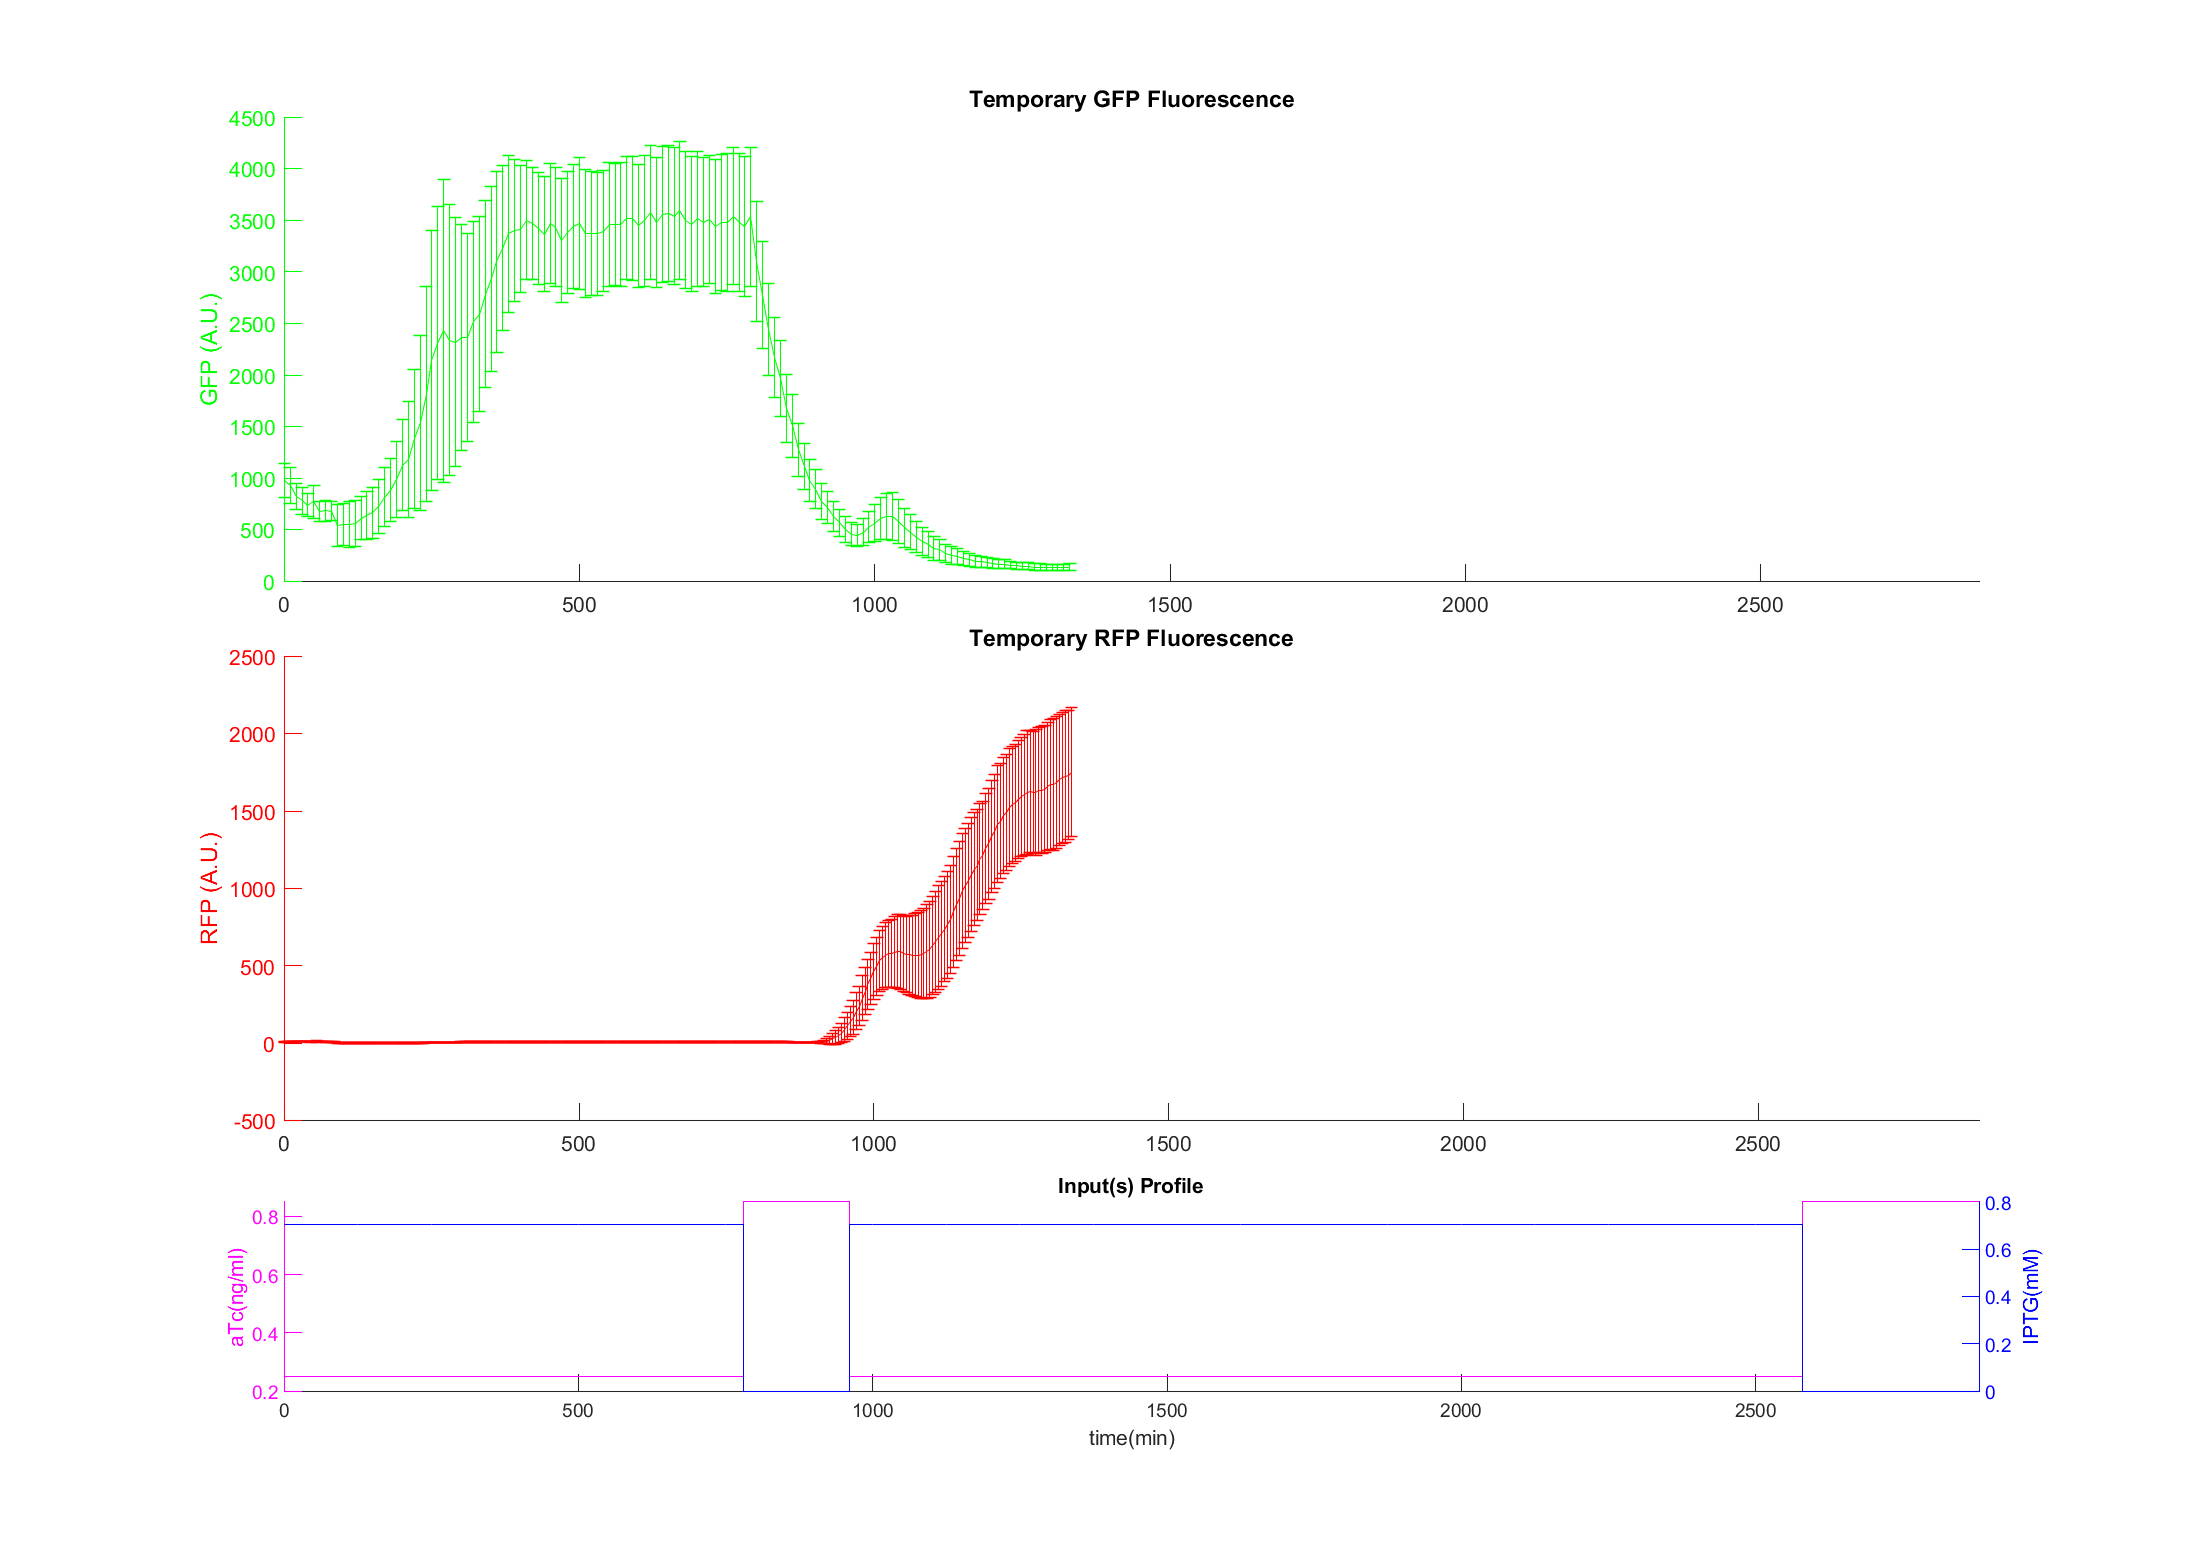 Temporary GFP Fluorescence
4500
4000
3500
3000
2500
2000
1500
1000
500
0
GFP (A.U.)
0 500 1000 1500 2000 2500
Temporary RFP Fluorescence
2500
2000
1500
1000
500
0
-500
RFP (A.U.)
0 500 1000 1500 2000 2500
Input(s) Profile
0.8
0.6
0.4
0.2
aTc(ng/ml)
0.8
0.6
0.4
0.2
0
IPTG(mM)
0 500 1000 1500 2000 2500
time(min)